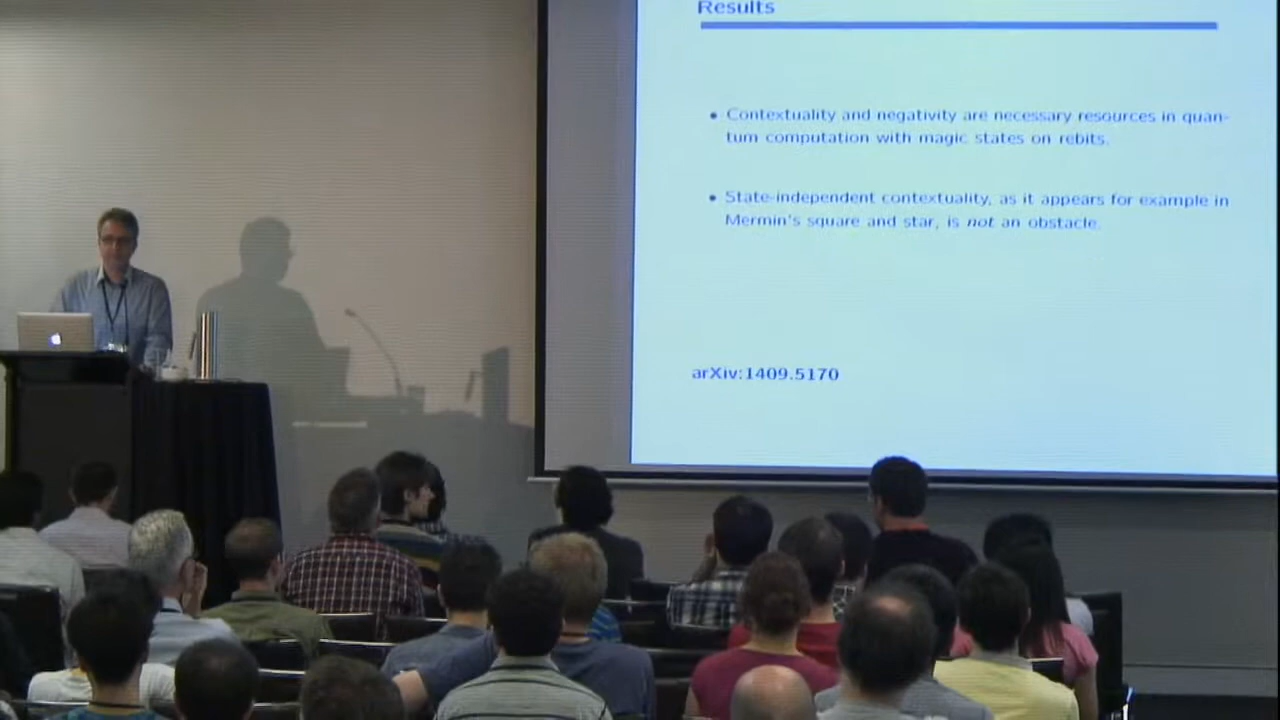 Results
• Contextuality and negativity are necessary resources in quan-
tum computation with magic states on rebits.
• State-independent contextuality, as it appears for example in
Mermin's square and star, is not an obstacle.
arXiv:1409.5170